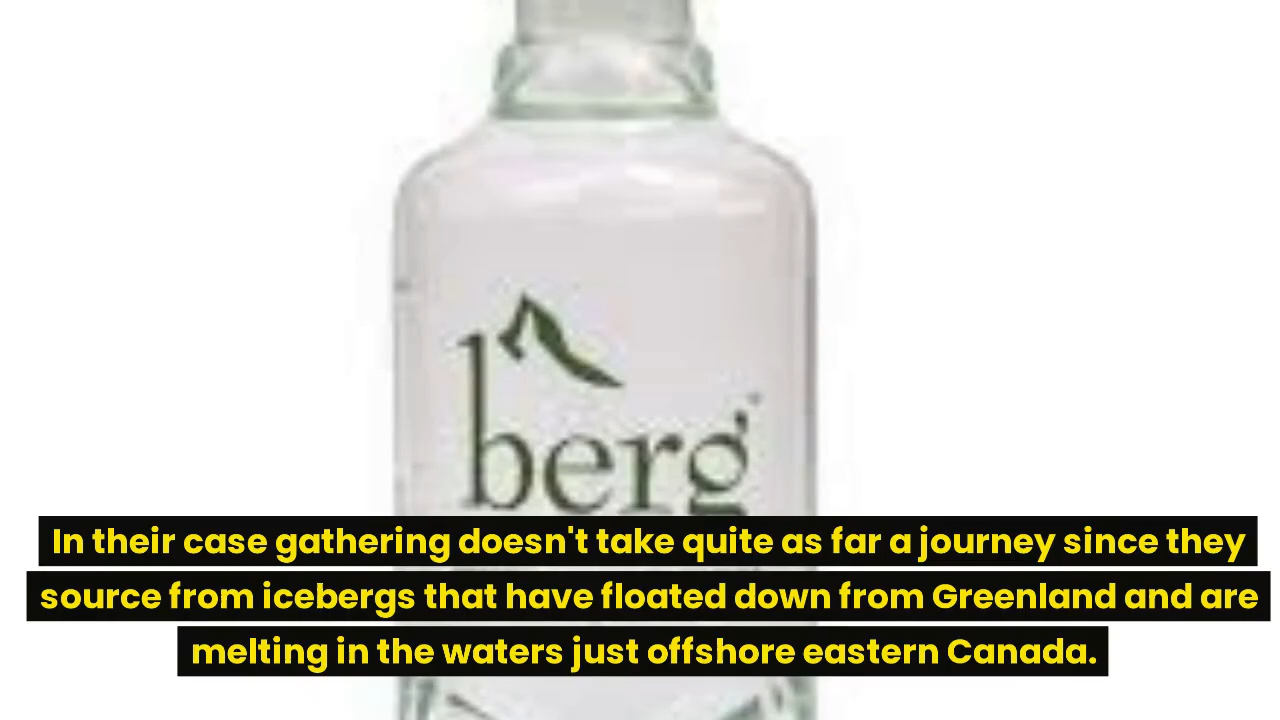 berg
In their case gathering doesn't take quite as far a journey since they
source from icebergs that have floated down from Greenland and are
melting in the waters just offshore eastern Canada.